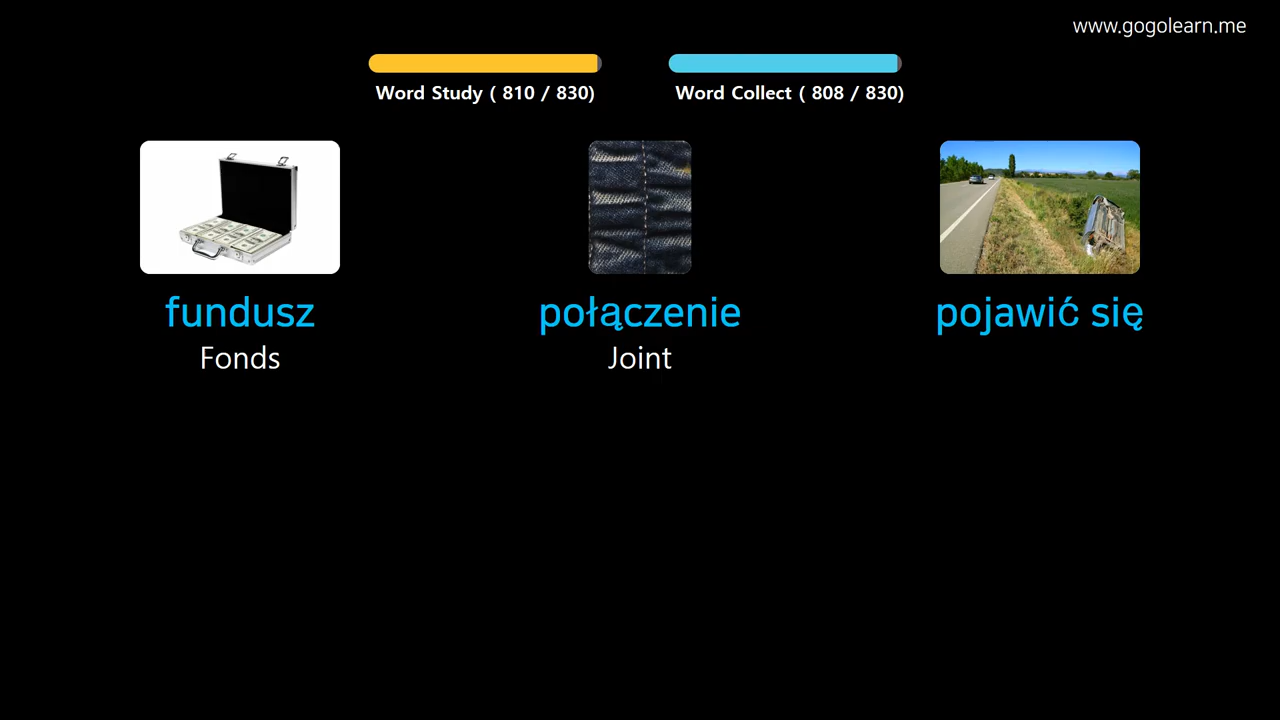 www.gogolearn.me
Word Study ( 810 / 830)
Word Collect ( 808 / 830)
fundusz
połączenie
pojawić się
Fonds
Joint